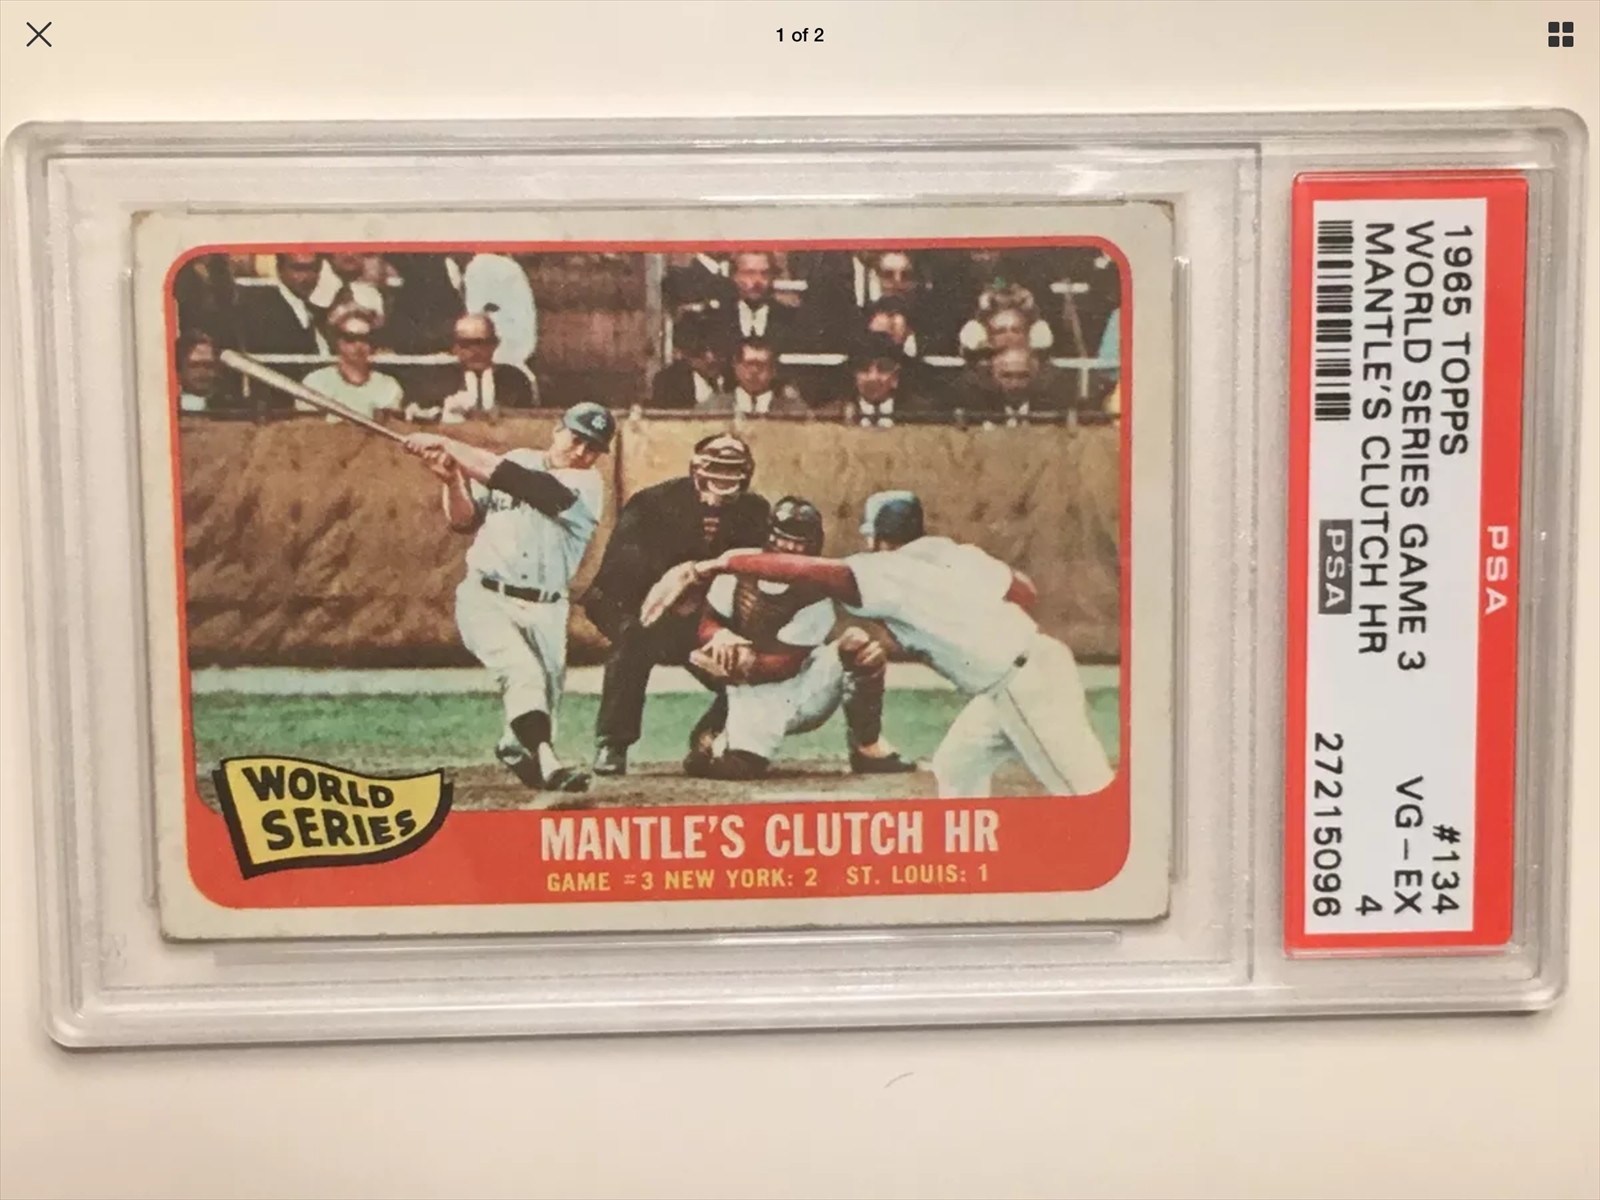 1 of 2
WORLD
SERIES
MANTLE'S CLUTCH HR
GAME =3 NEW YORK: 2 ST. LOUIS: 1
PSA
1965 TOPPS #134
WORLD SERIES GAME 3 VG-EX
MANTLE'S CLUTCH HR 4
PSA 27215096